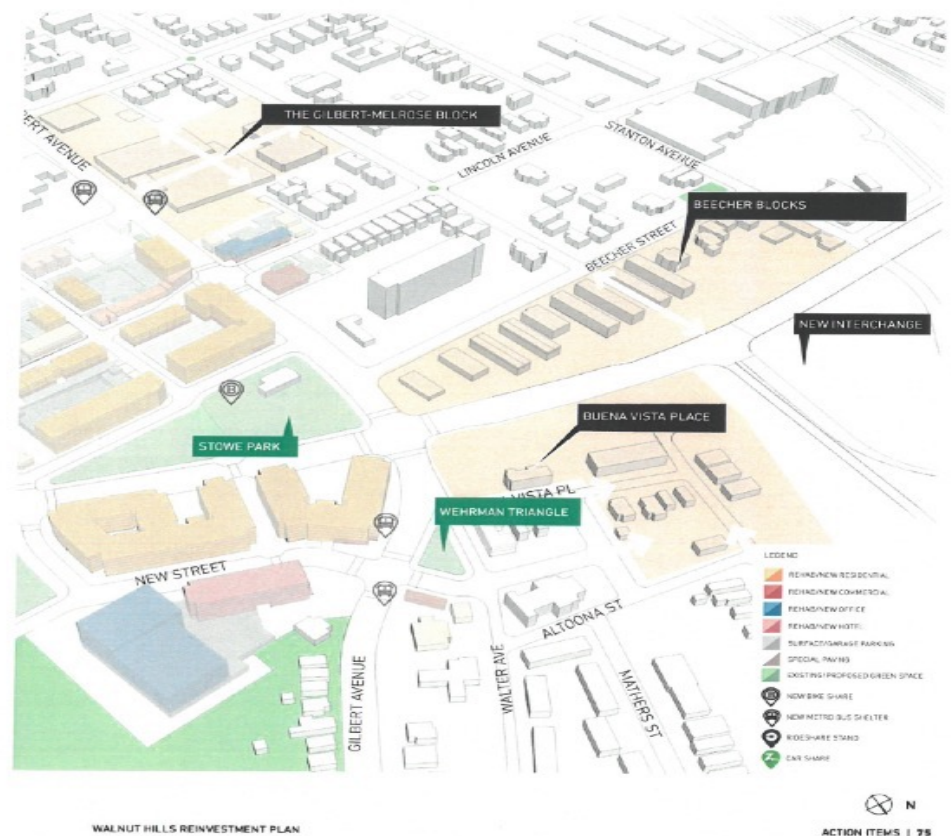 THE GILBERT-MELROSE BLOCK
BERT AVENUE
LINCOLN AVENUE
STANTON AVENUE
BEECHER BLOCKS
BEECHER STREET
NEW INTERCHANGE
BUENA VISTA PLACE
STOWE PARK
VISTA PL
WEHRMAN TRIANGLE
NEW STREET
ALTOONA ST
GILBERT AVENUE
WALTER AVE
MATHERS ST
LEGEND
REHAB/NEW RESIDENTIAL
REHAB/NEW COMMERCIAL
REHAB/NEW OFFICE
REHAB/NEW HOTEL
SURFACE/GARAGE PARKING
SPECIAL PAVING
EXISTING/PROPOSED GREEN SPACE
NEW BIKE SHARE
NEW METRO BUS SHELTER
RIDESHARE STAND
CAR SHARE
N
WALNUT HILLS REINVESTMENT PLAN
ACTION ITEMS | 75